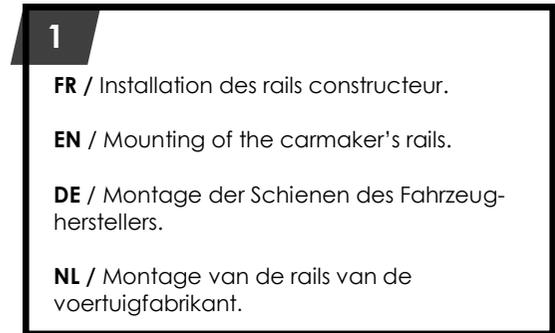 1
FR / Installation des rails constructeur.
EN / Mounting of the carmaker's rails.
DE / Montage der Schienen des Fahrzeug-
herstellers.
NL / Montage van de rails van de
voertuigfabrikant.